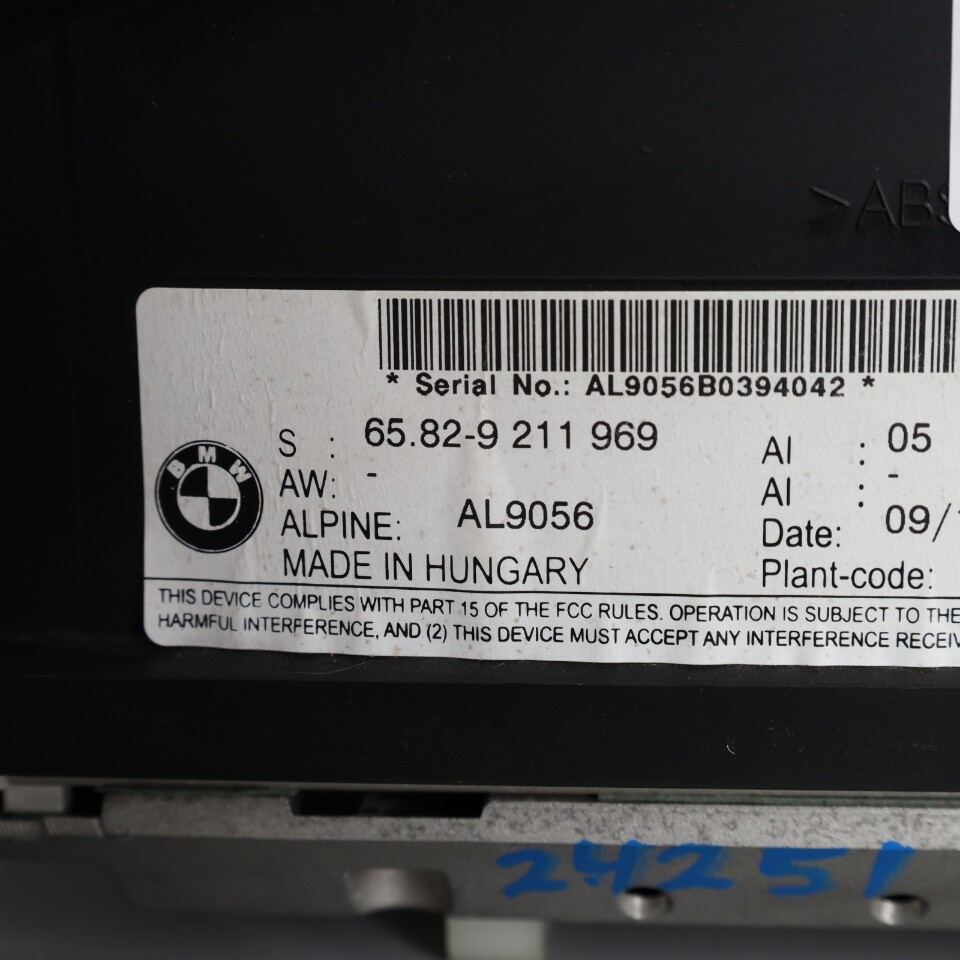 >ABS
* Serial No.: AL9056B0394042 *
S : 65.82-9 211 969
AI : 05
AW: -
AI : -
BMW
ALPINE: AL9056
Date: 09/
MADE IN HUNGARY
Plant-code:
THIS DEVICE COMPLIES WITH PART 15 OF THE FCC RULES. OPERATION IS SUBJECT TO THE
HARMFUL INTERFERENCE, AND (2) THIS DEVICE MUST ACCEPT ANY INTERFERENCE RECEIV
24251